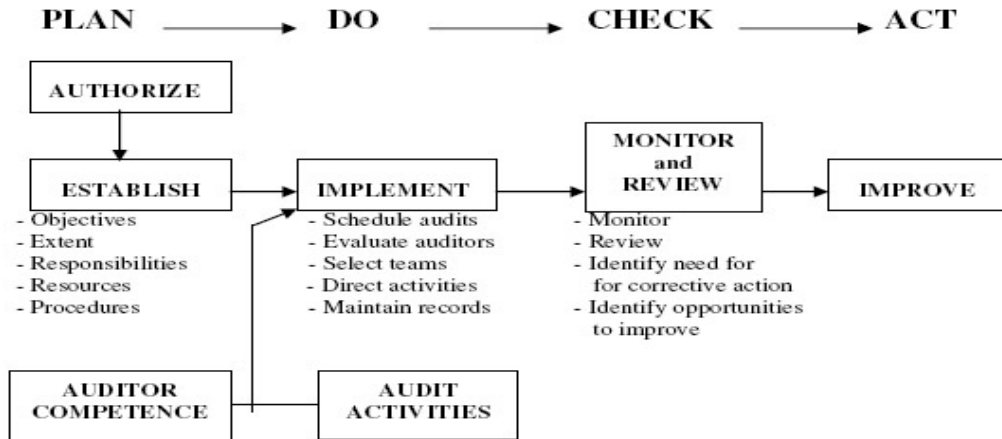 PLAN DO CHECK ACT
AUTHORIZE
MONITOR
and
REVIEW
ESTABLISH
IMPLEMENT
IMPROVE
- Objectives
- Extent
- Responsibilities
- Resources
- Procedures
- Schedule audits
- Evaluate auditors
- Select teams
- Direct activities
- Maintain records
- Monitor
- Review
- Identify need for
for corrective action
- Identify opportunities
to improve
AUDITOR
COMPETENCE
AUDIT
ACTIVITIES